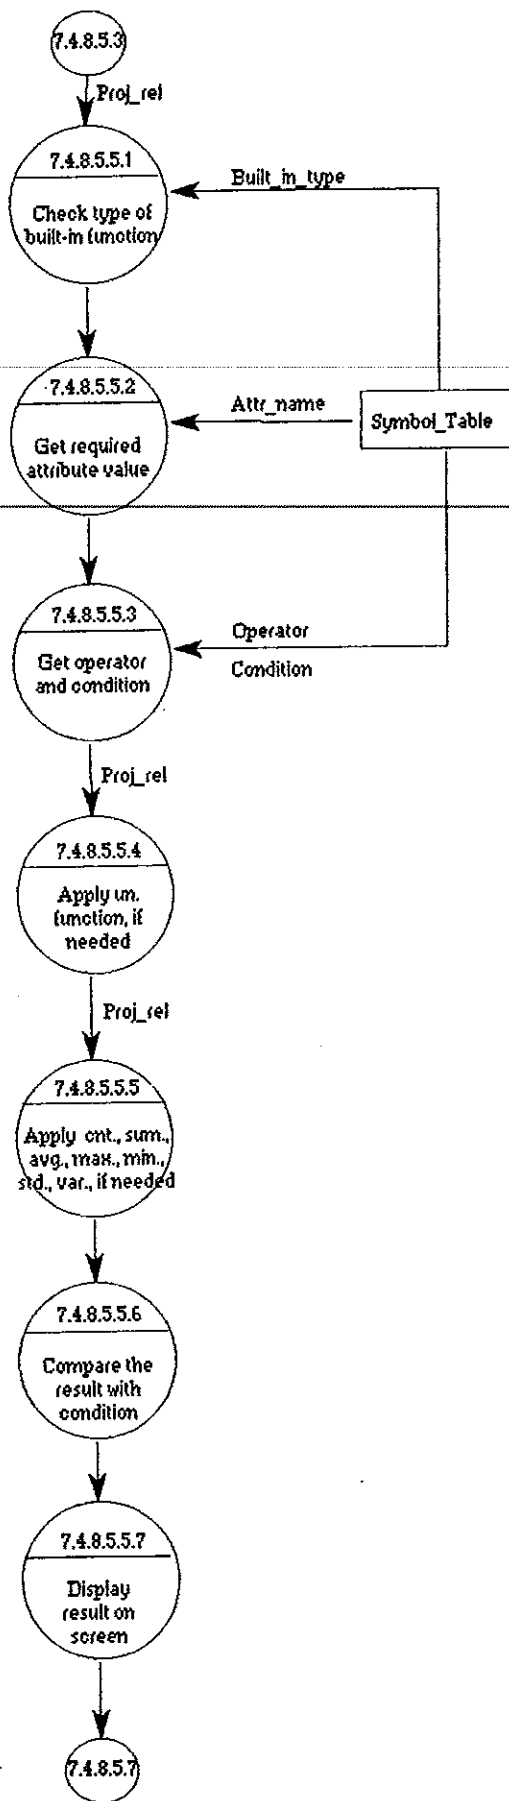 7.4.8.5.3
Proj_rel
7.4.8.5.5.1
Check type of
built-in function
Built_in_type
7.4.8.5.5.2
Get required
attribute value
Attr_name
Symbol_Table
7.4.8.5.5.3
Get operator
and condition
Operator
Condition
Proj_rel
7.4.8.5.5.4
Apply un.
function, if
needed
Proj_rel
7.4.8.5.5.5
Apply cnt., sum.,
avg., max., min.,
std., var., if needed
7.4.8.5.5.6
Compare the
result with
condition
7.4.8.5.5.7
Display
result on
screen
7.4.8.5.7